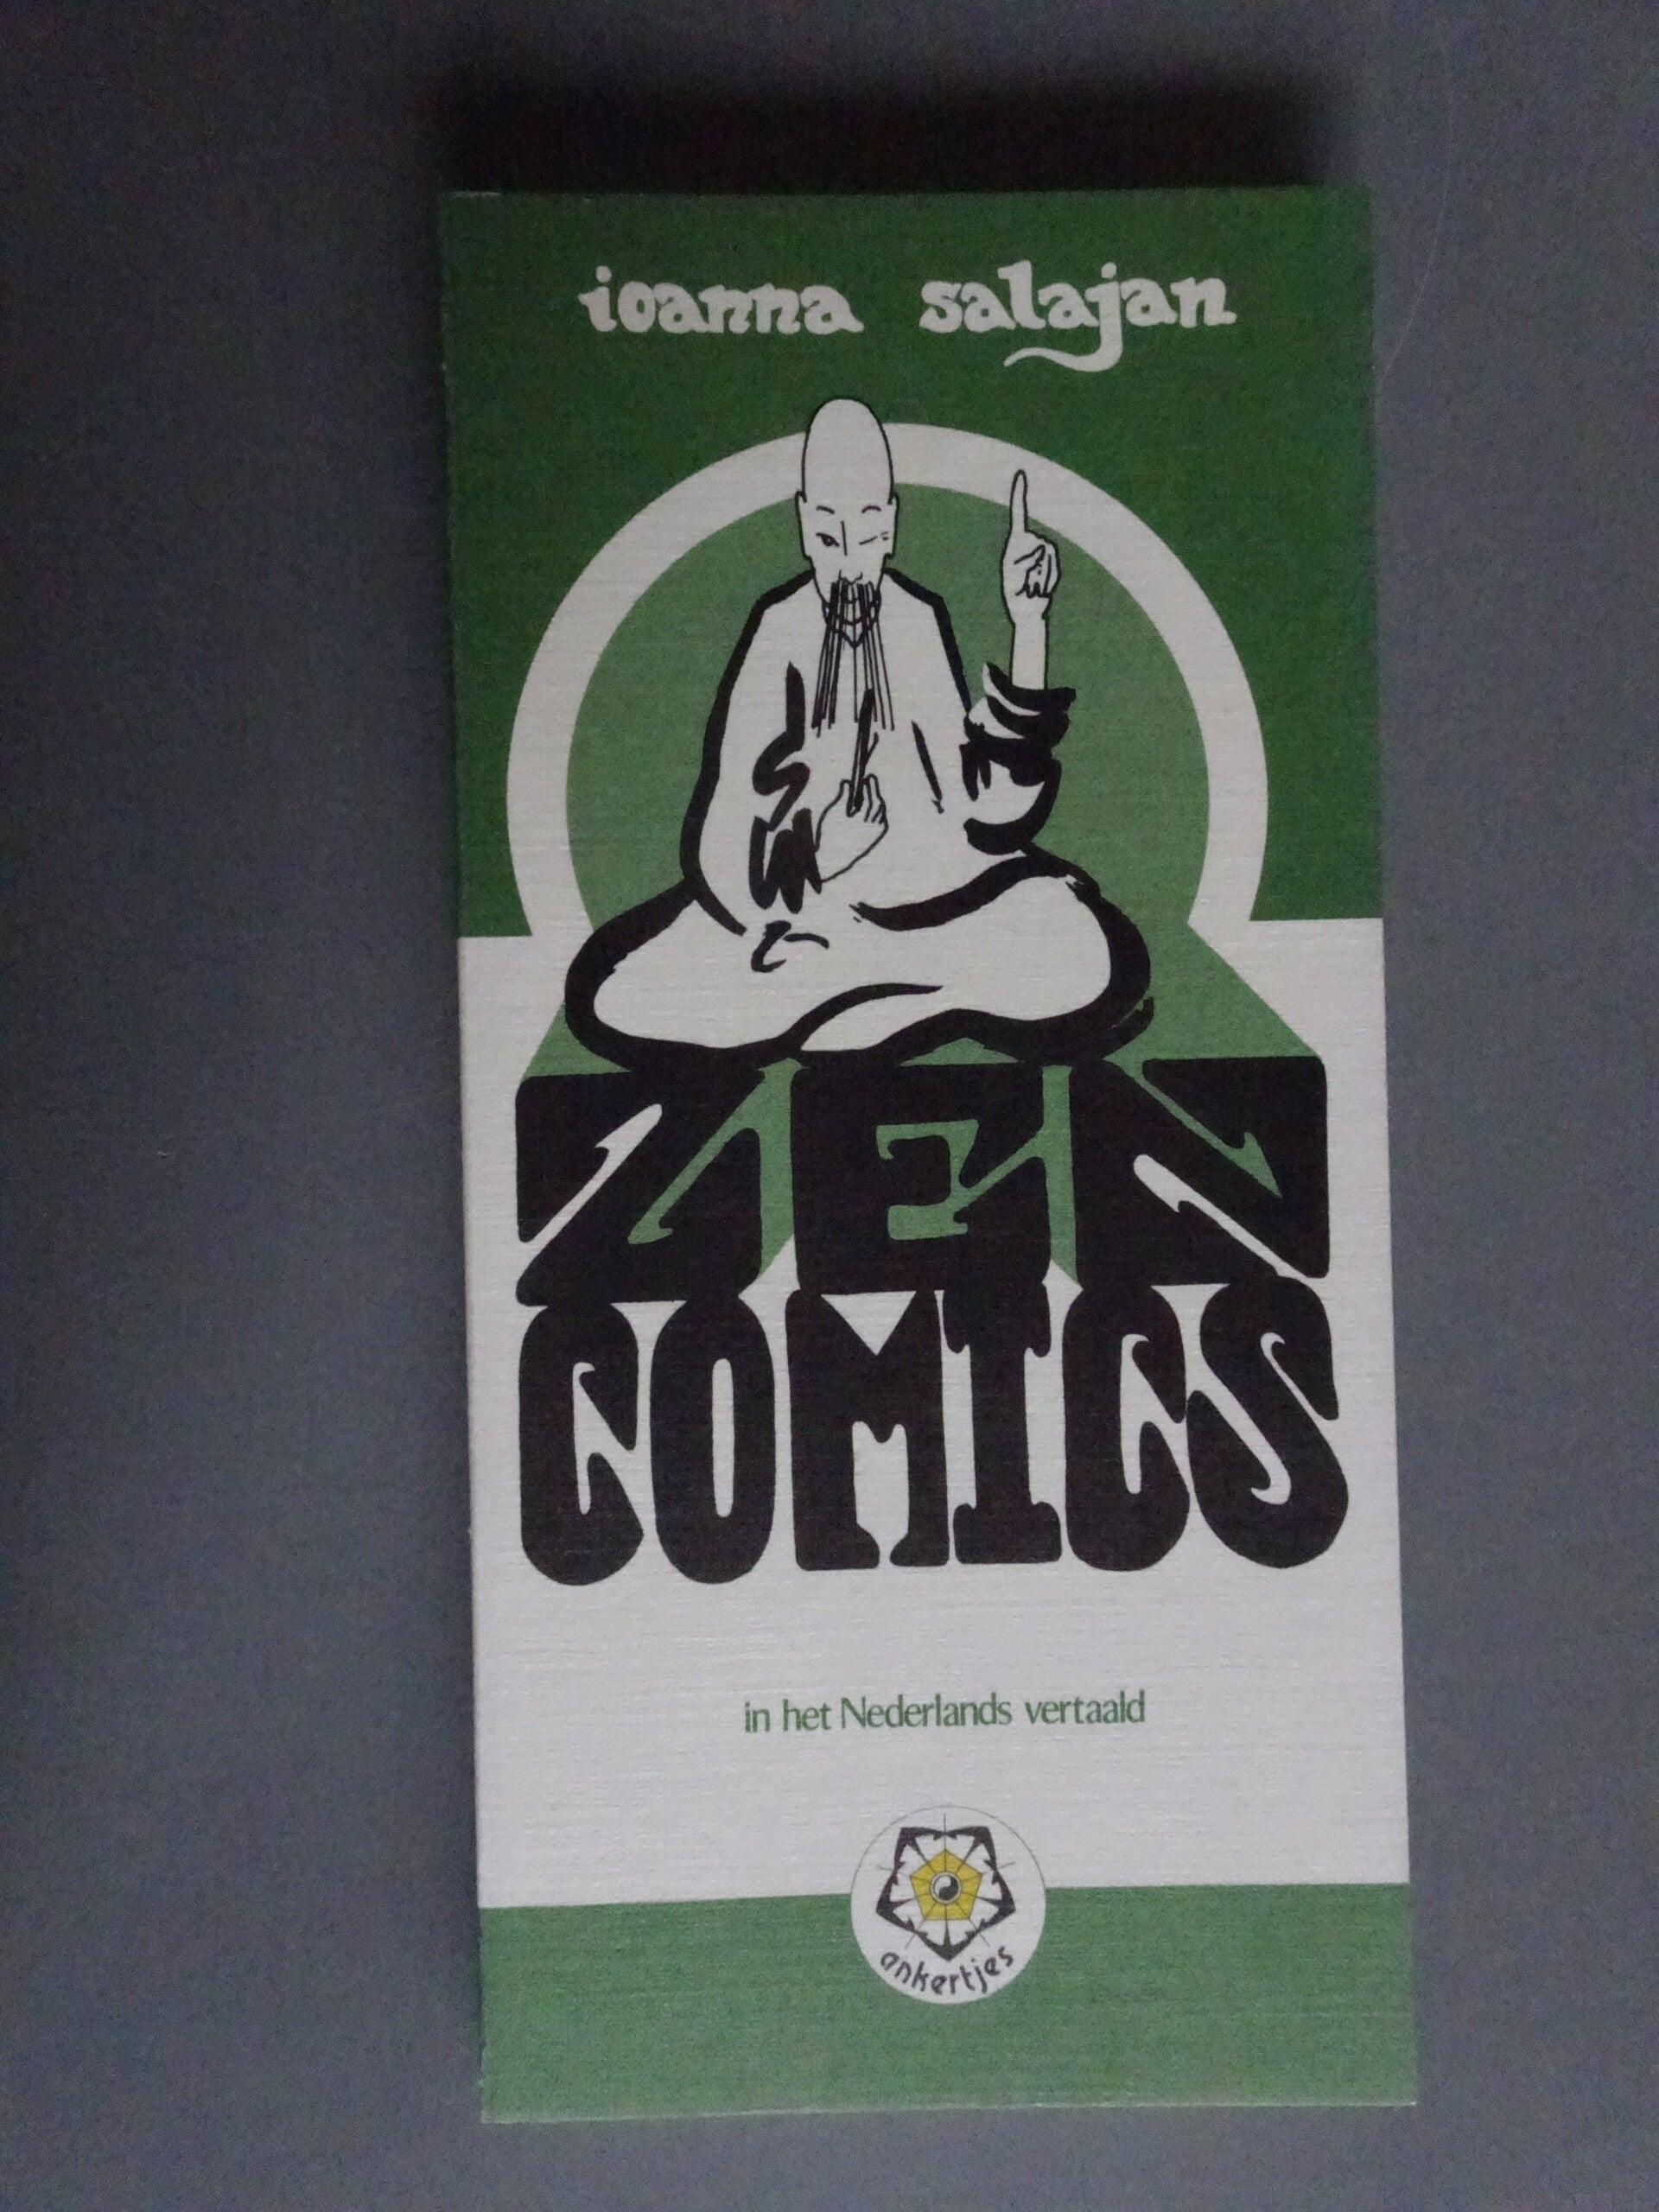 ioanna salajan
ZEN
COMICS
in het Nederlands vertaald
ankertjes